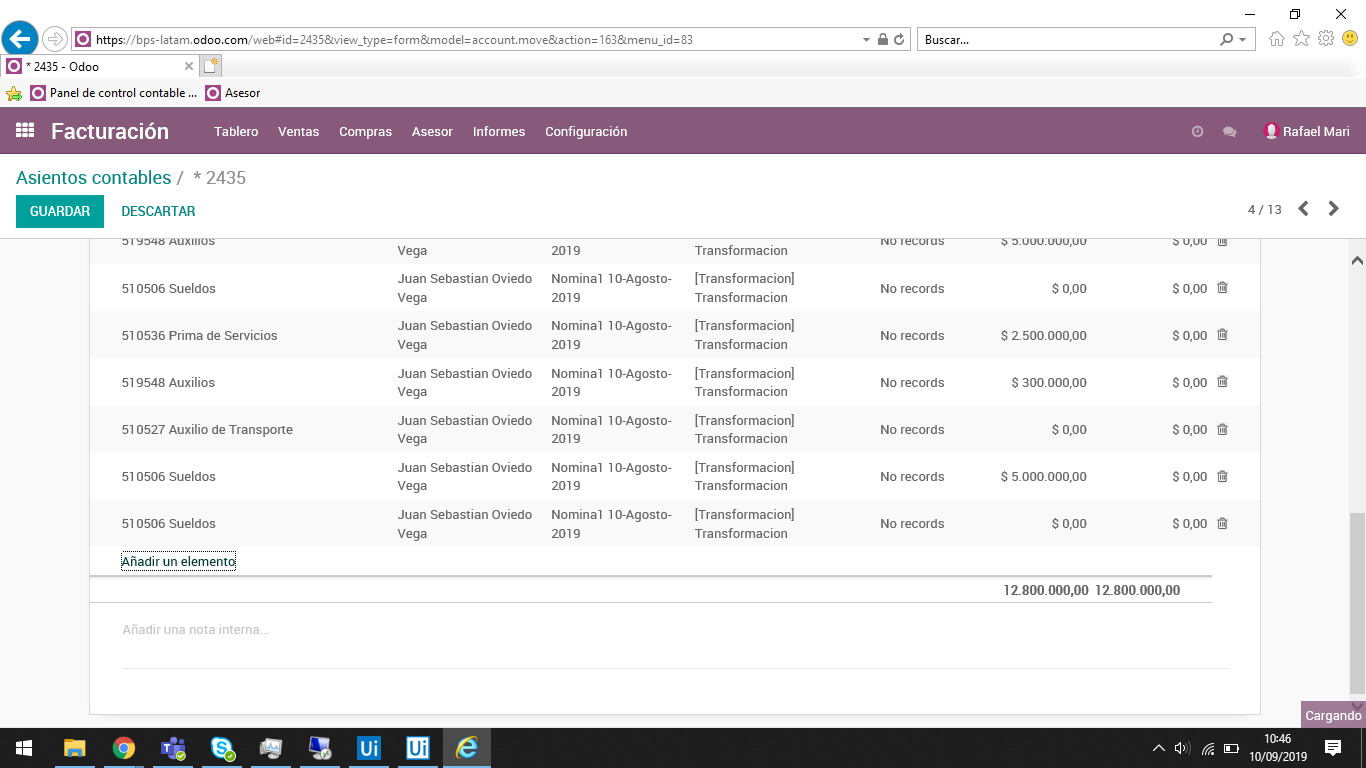 https://bps-latam.odoo.com/web#id=2435&view_type=form&model=account.move&action=163&menu_id=83
Buscar...
* 2435 - Odoo
Panel de control contable ...
Asesor
Facturación
Tablero
Ventas
Compras
Asesor
Informes
Configuración
Rafael Mari
Asientos contables / * 2435
GUARDAR
DESCARTAR
4 / 13
519548 Auxilios
Vega
2019
Transformacion
No records
$ 5.000.000,00
$ 0,00
Juan Sebastian Oviedo
Nomina1 10-Agosto-
[Transformacion]
510506 Sueldos
No records
$ 0,00
$ 0,00
Vega
2019
Transformacion
Juan Sebastian Oviedo
Nomina1 10-Agosto-
[Transformacion]
510536 Prima de Servicios
No records
$ 2.500.000,00
$ 0,00
Vega
2019
Transformacion
Juan Sebastian Oviedo
Nomina1 10-Agosto-
[Transformacion]
519548 Auxilios
No records
$ 300.000,00
$ 0,00
Vega
2019
Transformacion
Juan Sebastian Oviedo
Nomina1 10-Agosto-
[Transformacion]
510527 Auxilio de Transporte
No records
$ 0,00
$ 0,00
Vega
2019
Transformacion
Juan Sebastian Oviedo
Nomina1 10-Agosto-
[Transformacion]
510506 Sueldos
No records
$ 5.000.000,00
$ 0,00
Vega
2019
Transformacion
Juan Sebastian Oviedo
Nomina1 10-Agosto-
[Transformacion]
510506 Sueldos
No records
$ 0,00
$ 0,00
Vega
2019
Transformacion
Añadir un elemento
12.800.000,00 12.800.000,00
Añadir una nota interna...
Cargando
Ui
Ui
10:46
10/09/2019